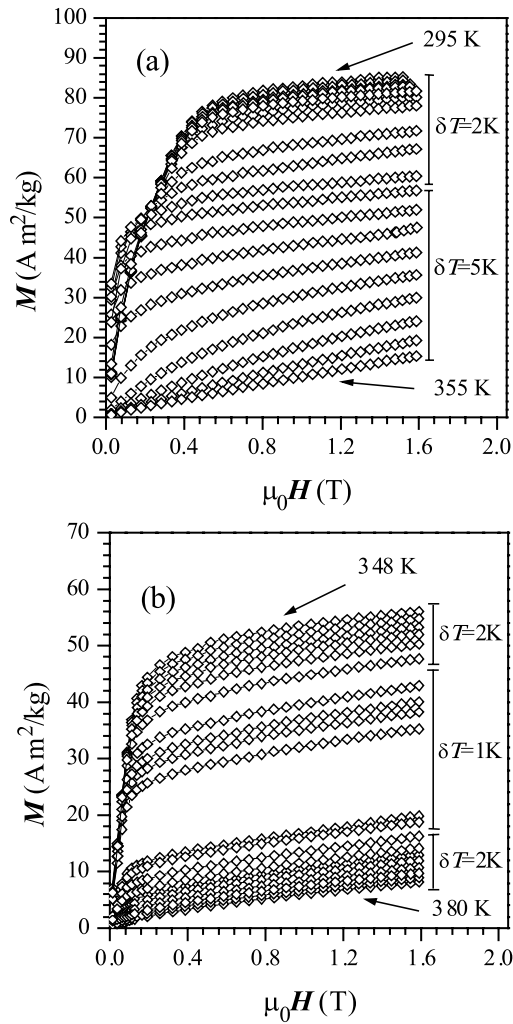 (a)
295 K
δT=2K
δT=5K
355 K
M (A m²/kg)
100
90
80
70
60
50
40
30
20
10
0
0.0 0.4 0.8 1.2 1.6 2.0
μ₀H (T)
(b)
348 K
δT=2K
δT=1K
δT=2K
380 K
M (A m²/kg)
70
60
50
40
30
20
10
0
0.0 0.4 0.8 1.2 1.6 2.0
μ₀H (T)